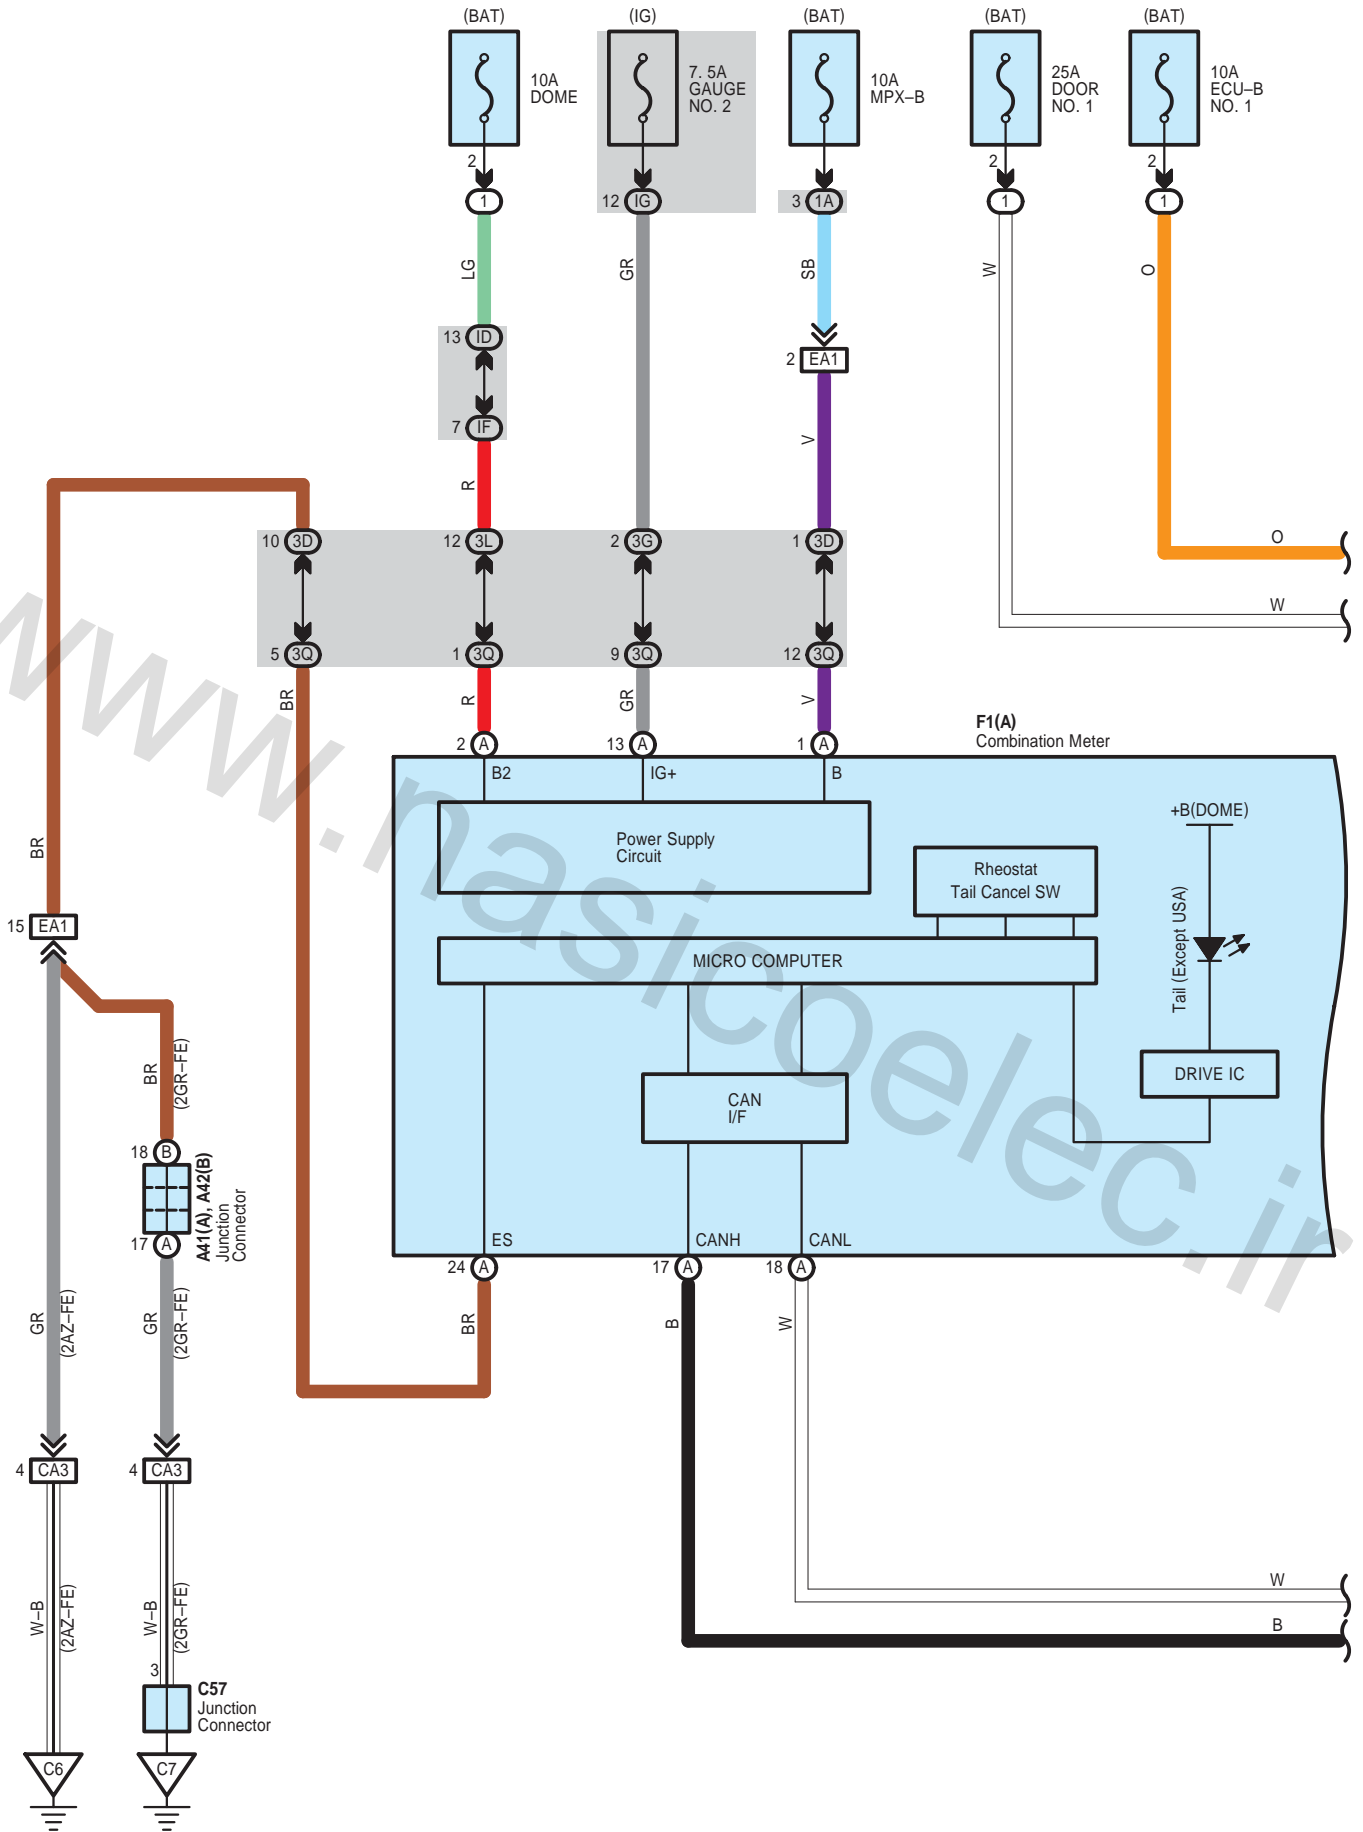 (BAT)
(IG)
(BAT)
(BAT)
(BAT)
10A
DOME
7. 5A
GAUGE
NO. 2
10A
MPX–B
25A
DOOR
NO. 1
10A
ECU–B
NO. 1
2
2
2
1
12 IG
3 1A
1
1
LG
GR
SB
W
O
13 ID
2 EA1
7 IF
R
V
10 3D
12 3L
2 3G
1 3D
O
W
5 3Q
1 3Q
9 3Q
12 3Q
BR
R
GR
V
F1(A)
Combination Meter
2 A
13 A
1 A
B2
IG+
B
Power Supply
Circuit
+B(DOME)
Rheostat
Tail Cancel SW
Tail (Except USA)
MICRO COMPUTER
DRIVE IC
CAN
I/F
ES
CANH
CANL
24 A
17 A
18 A
BR
B
W
W
B
BR
15 EA1
BR
(2GR–FE)
18 B
A41(A), A42(B)
Junction
Connector
17 A
GR
(2AZ–FE)
GR
(2GR–FE)
4 CA3
4 CA3
W–B
(2AZ–FE)
W–B
(2GR–FE)
3
C57
Junction
Connector
C6
C7
www.nasicoelec.ir